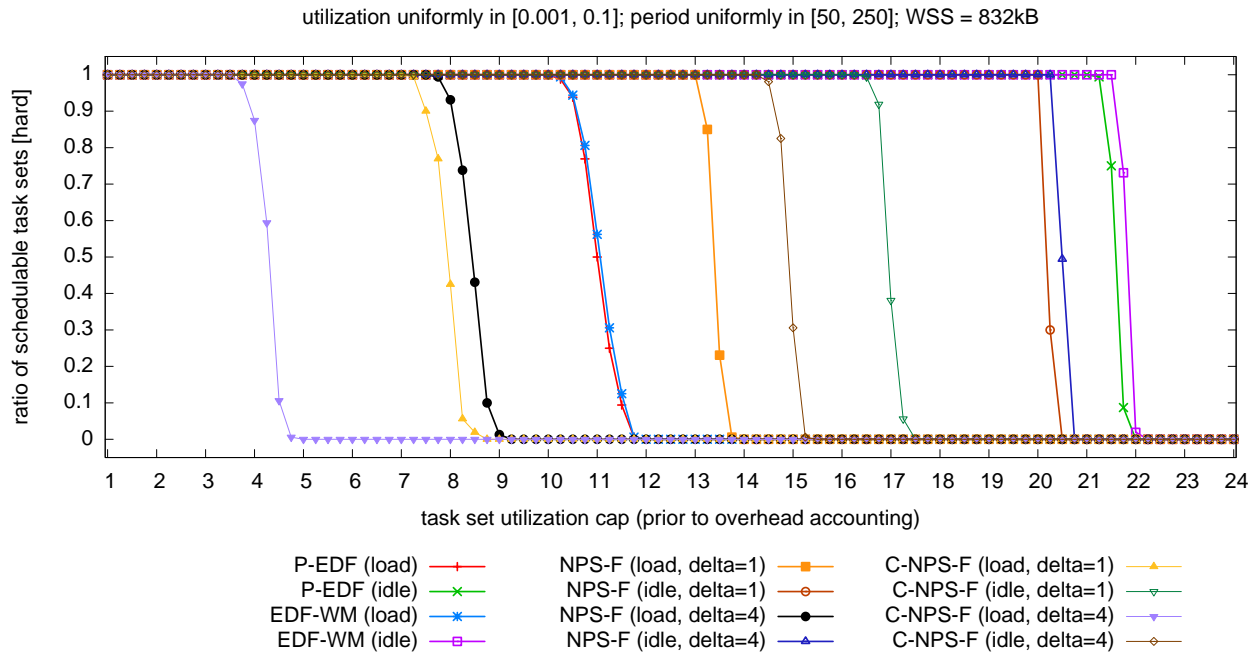 utilization uniformly in [0.001, 0.1]; period uniformly in [50, 250]; WSS = 832kB
ratio of schedulable task sets [hard]
1
0.9
0.8
0.7
0.6
0.5
0.4
0.3
0.2
0.1
0
1 2 3 4 5 6 7 8 9 10 11 12 13 14 15 16 17 18 19 20 21 22 23 24
task set utilization cap (prior to overhead accounting)
P-EDF (load) NPS-F (load, delta=1) C-NPS-F (load, delta=1)
P-EDF (idle) NPS-F (idle, delta=1) C-NPS-F (idle, delta=1)
EDF-WM (load) NPS-F (load, delta=4) C-NPS-F (load, delta=4)
EDF-WM (idle) NPS-F (idle, delta=4) C-NPS-F (idle, delta=4)